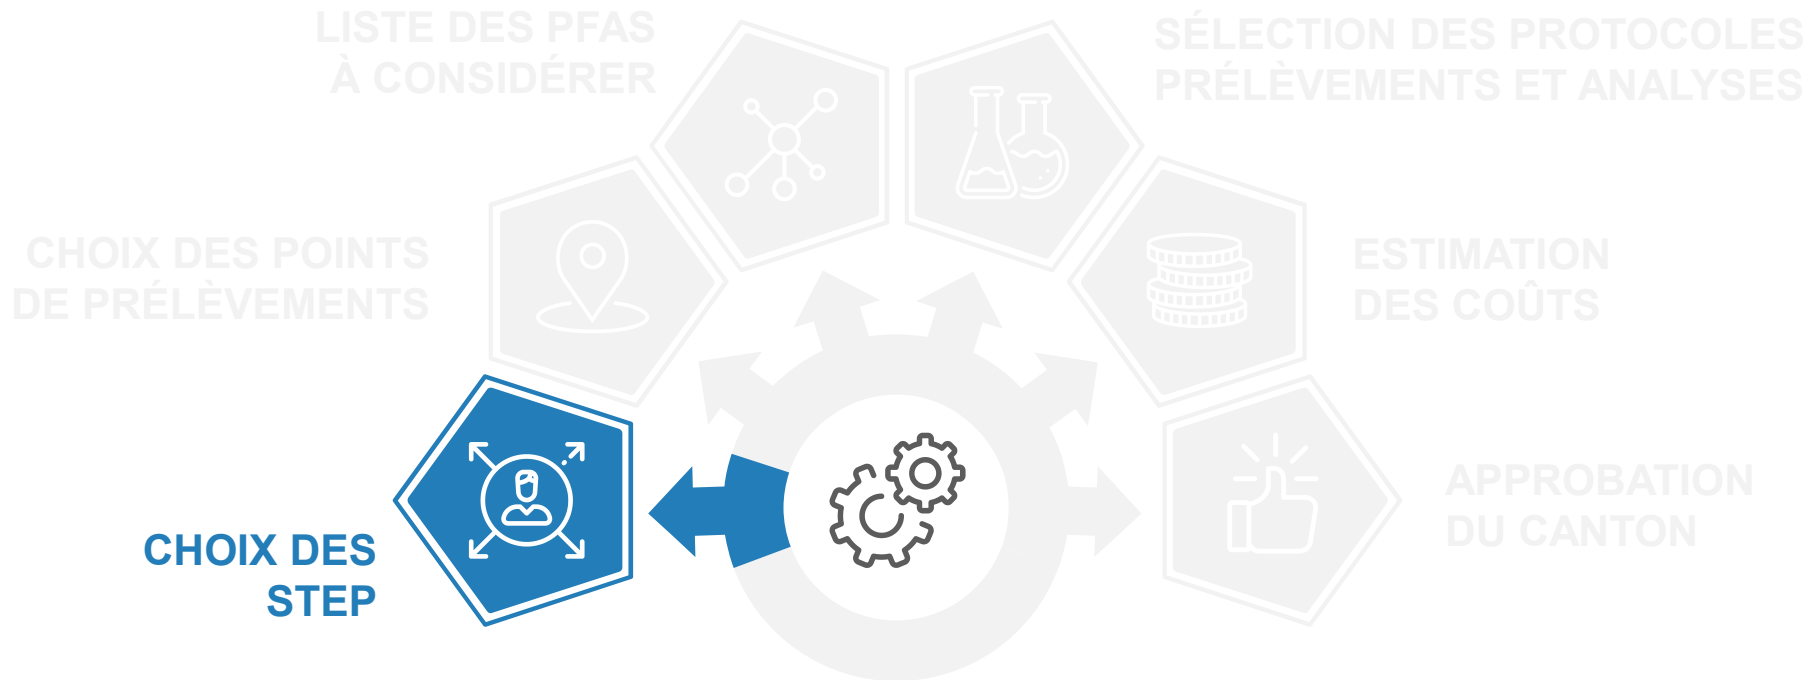 LISTE DES PFAS
À CONSIDÉRER
SÉLECTION DES PROTOCOLES
PRÉLÈVEMENTS ET ANALYSES
CHOIX DES POINTS
DE PRÉLÈVEMENTS
ESTIMATION
DES COÛTS
CHOIX DES
STEP
APPROBATION
DU CANTON